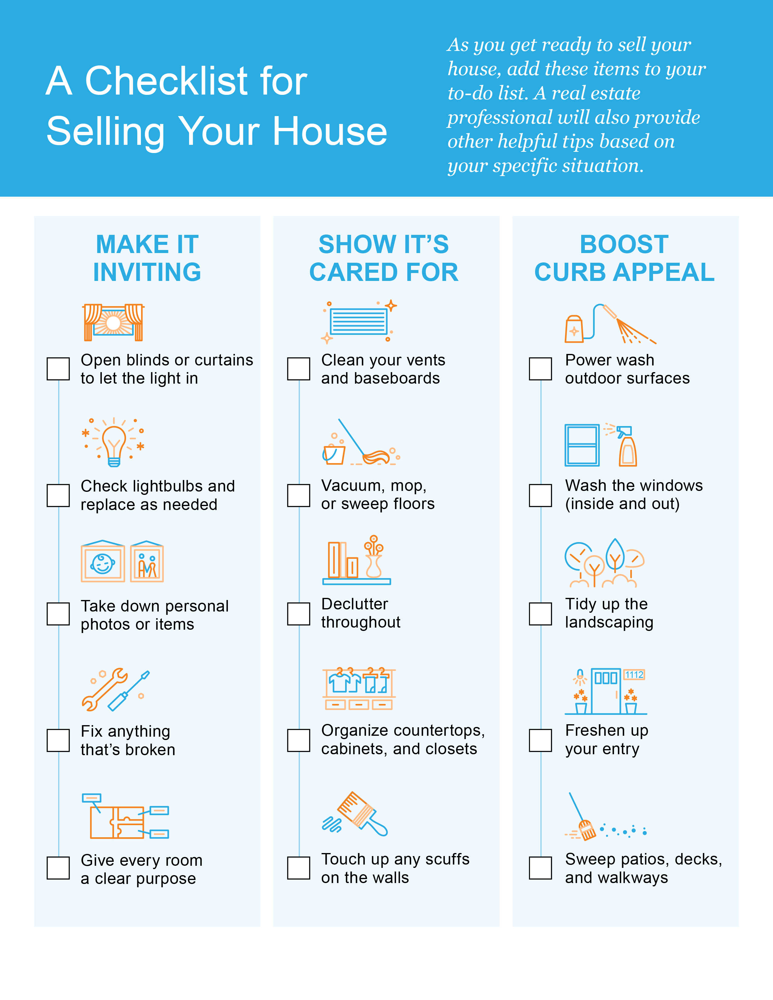 A Checklist for
Selling Your House
As you get ready to sell your
house, add these items to your
to-do list. A real estate
professional will also provide
other helpful tips based on
your specific situation.
MAKE IT
INVITING
Open blinds or curtains
to let the light in
Check lightbulbs and
replace as needed
Take down personal
photos or items
Fix anything
that’s broken
Give every room
a clear purpose
SHOW IT’S
CARED FOR
Clean your vents
and baseboards
Vacuum, mop,
or sweep floors
Declutter
throughout
Organize countertops,
cabinets, and closets
Touch up any scuffs
on the walls
BOOST
CURB APPEAL
Power wash
outdoor surfaces
Wash the windows
(inside and out)
Tidy up the
landscaping
1112
Freshen up
your entry
Sweep patios, decks,
and walkways